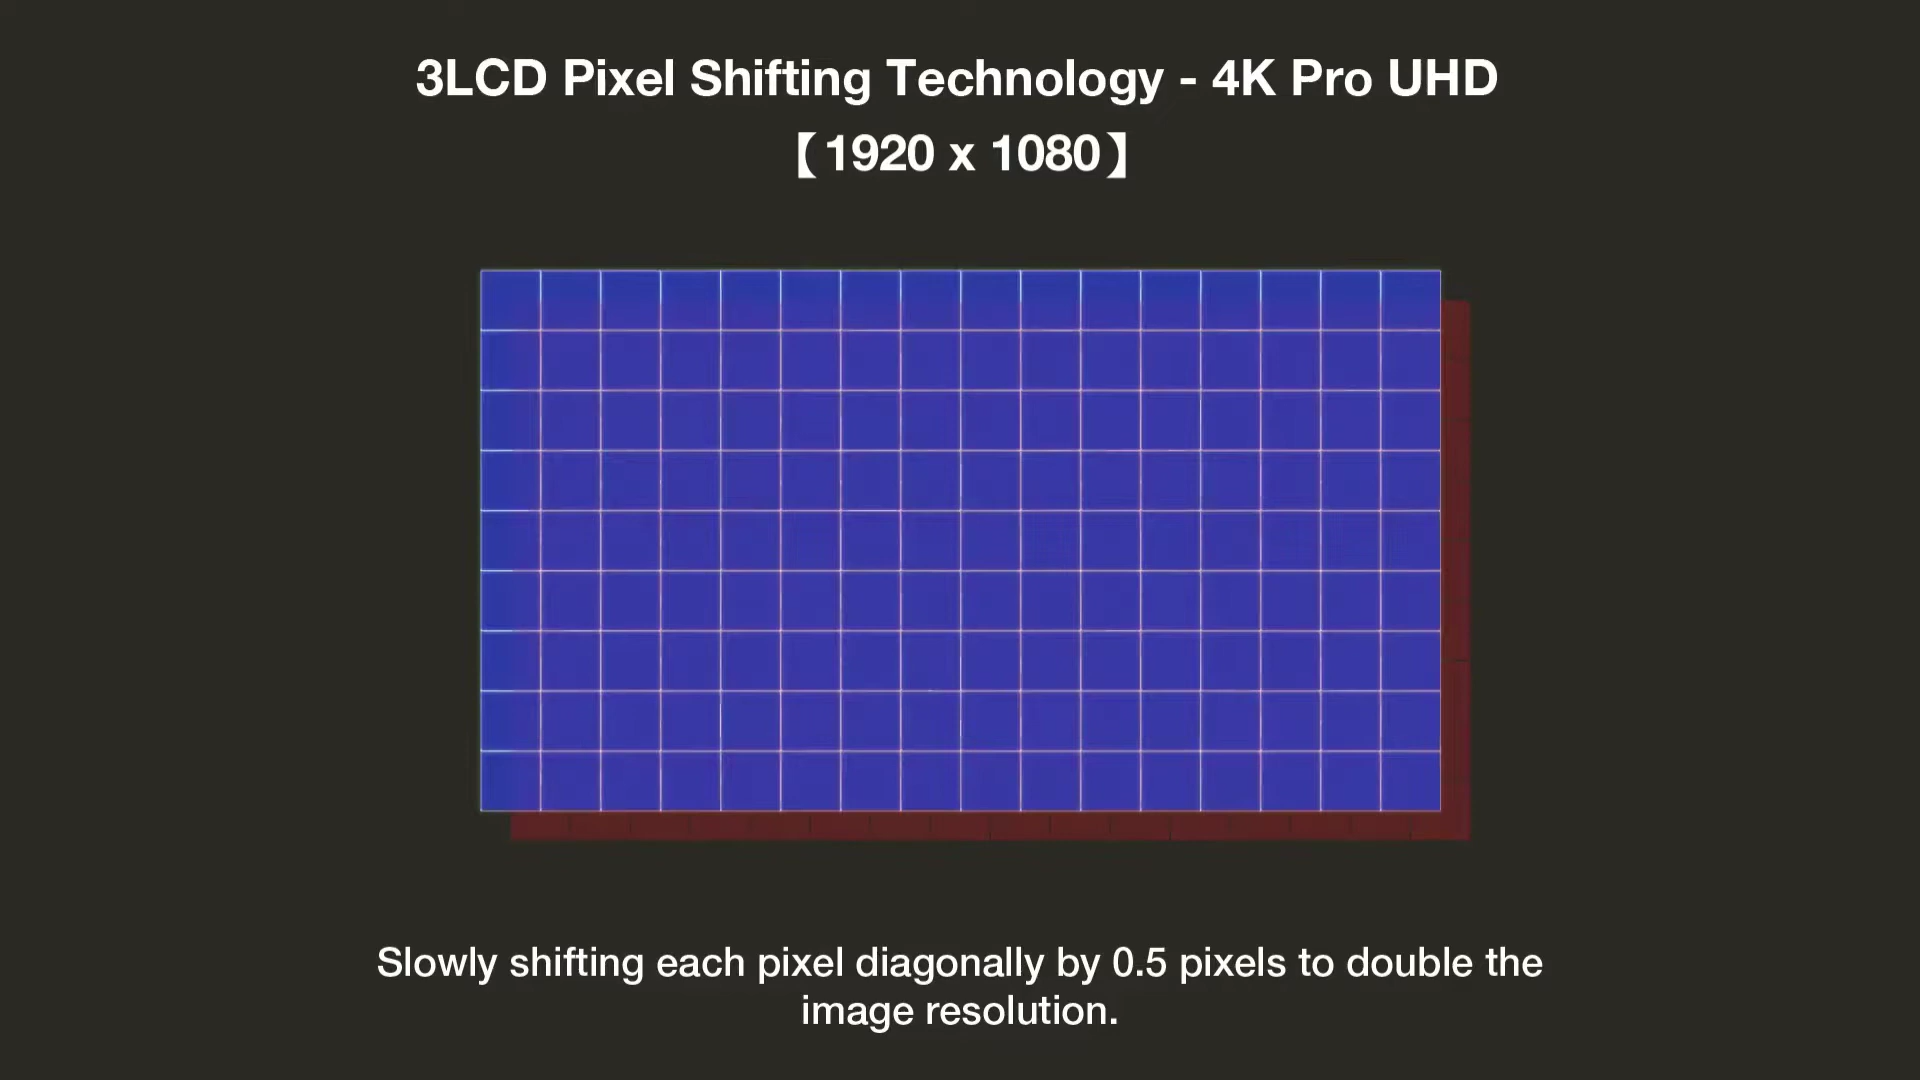 3LCD Pixel Shifting Technology - 4K Pro UHD
【1920 x 1080】
Slowly shifting each pixel diagonally by 0.5 pixels to double the
image resolution.